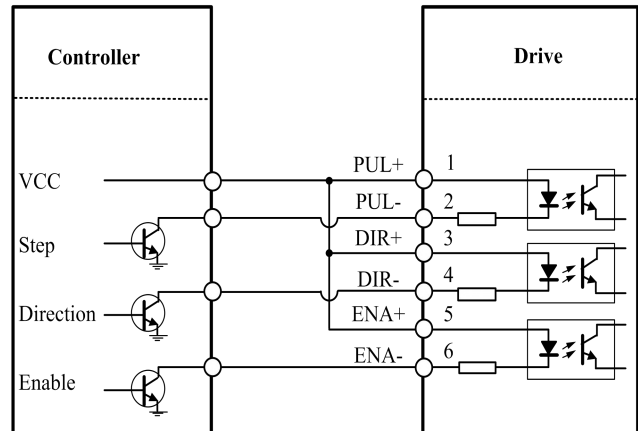 Controller
Drive
VCC
PUL+ 1
PUL- 2
Step
DIR+ 3
DIR- 4
Direction
ENA+ 5
ENA- 6
Enable